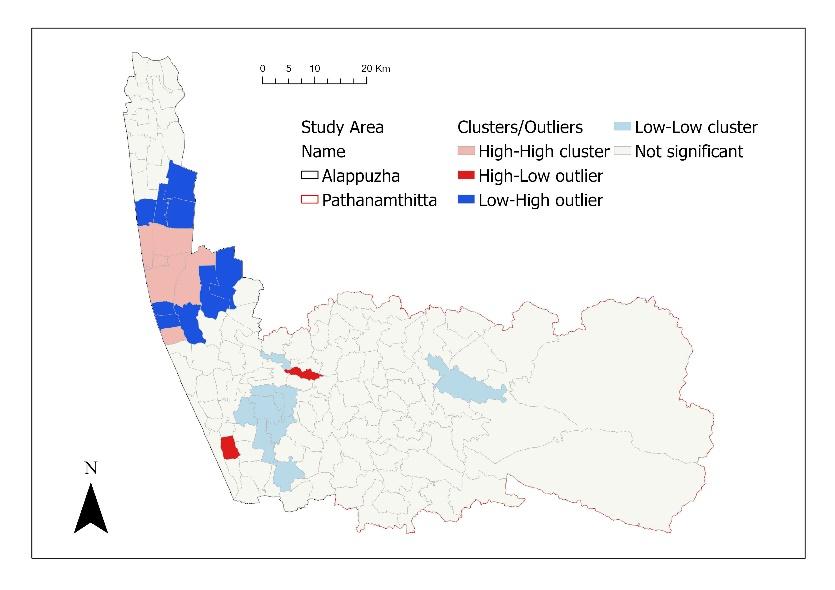 0 5 10 20 Km
Study Area
Name
Alappuzha
Pathanamthitta
Clusters/Outliers
High-High cluster
High-Low outlier
Low-High outlier
Low-Low cluster
Not significant
N